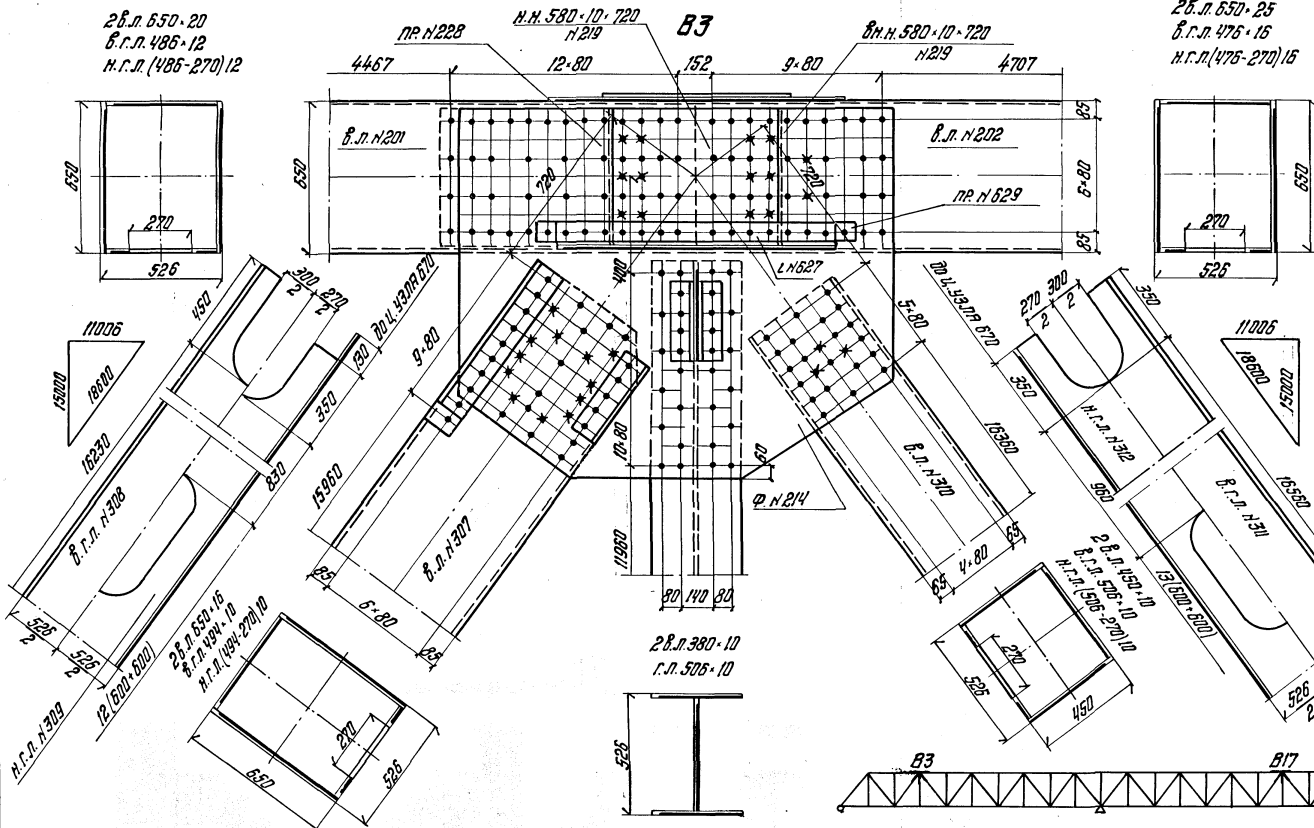 2 в.л. 650×20
в.г.л. 486×12
н.г.л. (486-270) 12
650
270
526
н.н. 580×10×720
N219
В3
вн.н. 580×10×720
N219
пр. N228
4467
12×80
152
9×80
4707
2 в.л. 650×25
в.г.л. 476×16
н.г.л. (476-270) 16
650
270
526
в.л. N201
650
720
720
в.л. N202
85
6×80
85
пр. N629
L N627
400
11006
15000
18600
450
300
2
270
2
до ц. узла 670
130
350
830
16230
в.г.л. N308
526
2
526
2
н.г.л. N309
12 (600+600)
9×80
15960
в.л. N307
85
6×80
85
10×80
11960
80
140
80
60
Ф. N214
5×80
16360
в.л. N310
65
4×80
65
до ц. узла 670
270
2
300
2
350
350
960
н.г.л. N312
в.г.л. N311
16580
13 (600+600)
526
2
11006
18600
15000
2 в.л. 650×16
в.г.л. 494×10
н.г.л. (494-270) 10
270
650
526
2 в.л. 380×10
г.л. 506×10
526
2 в.л. 450×10
в.г.л. 506×10
н.г.л. (506-270) 10
270
526
450
В3
В17